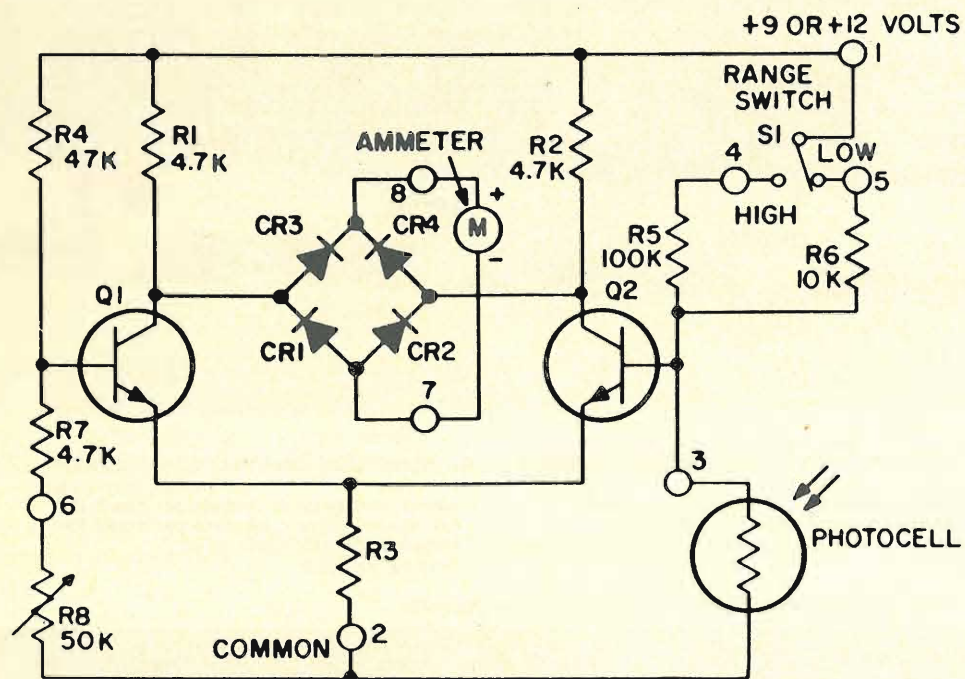 +9 OR +12 VOLTS
1
RANGE
SWITCH
S1
R4
47K
R1
4.7K
AMMETER
R2
4.7K
4
LOW
5
8
+
M
-
HIGH
CR3
CR4
R5
100K
R6
10K
Q1
Q2
CR1
CR2
7
R7
4.7K
3
6
R3
PHOTOCELL
R8
50K
COMMON
2